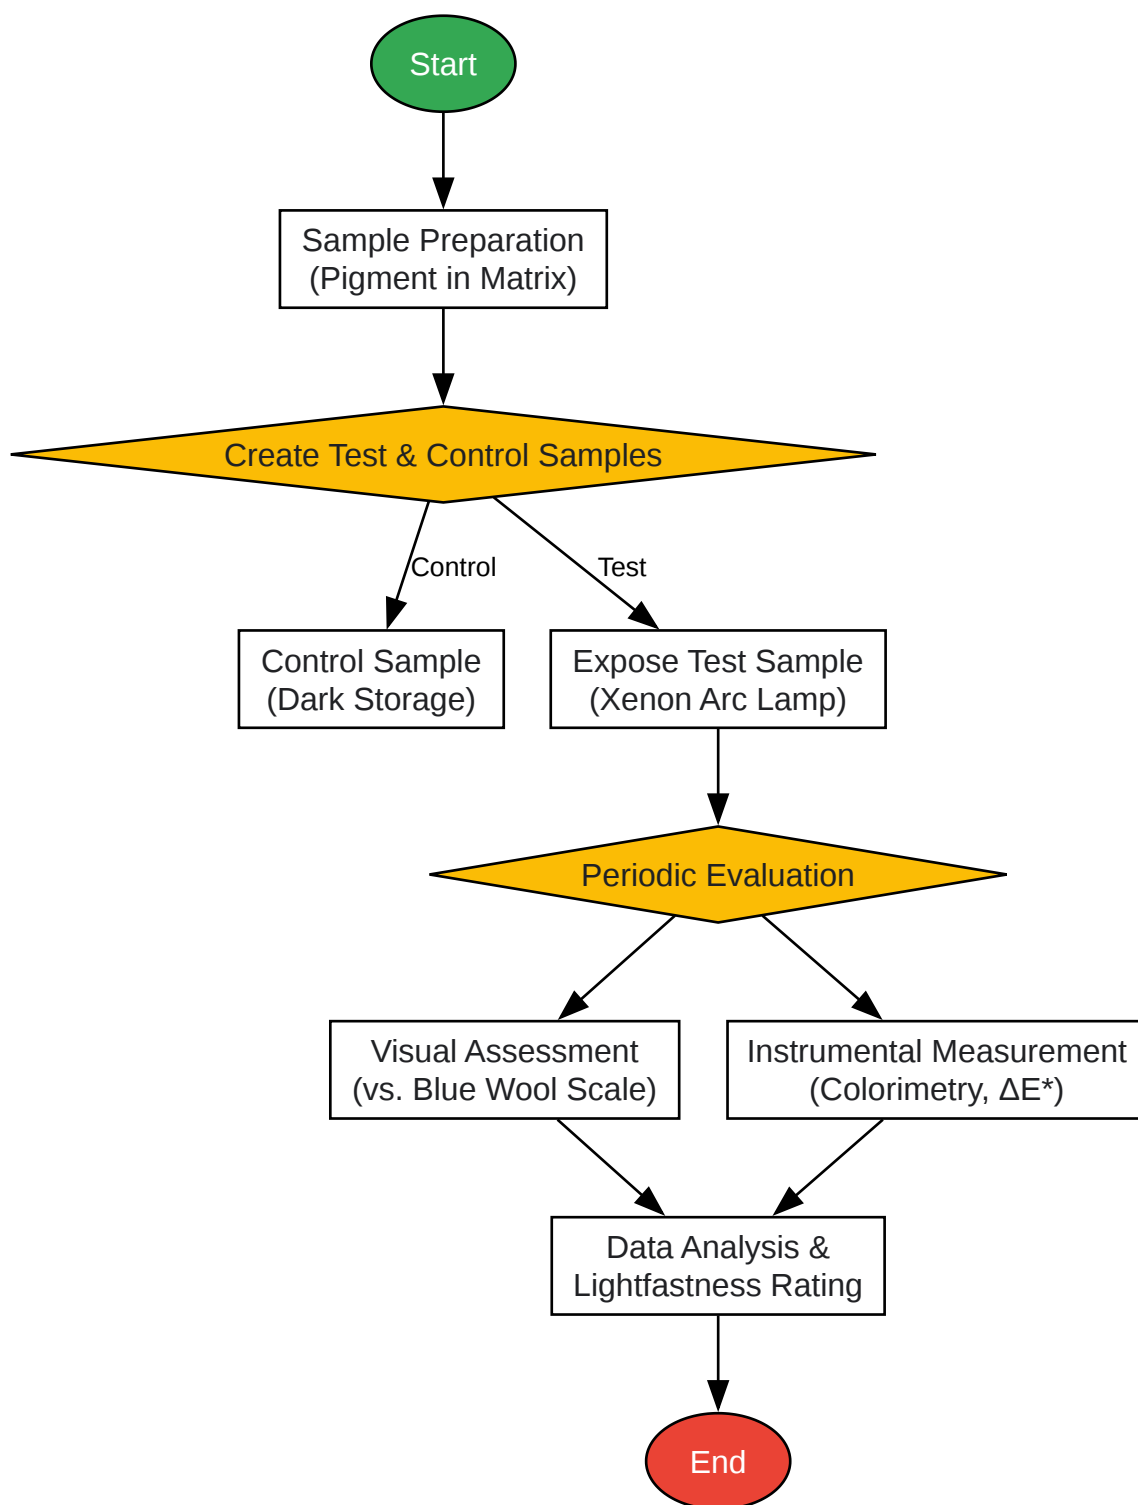 Start
Sample Preparation
(Pigment in Matrix)
Create Test & Control Samples
Control
Test
Control Sample
(Dark Storage)
Expose Test Sample
(Xenon Arc Lamp)
Periodic Evaluation
Visual Assessment
(vs. Blue Wool Scale)
Instrumental Measurement
(Colorimetry, ΔE*)
Data Analysis &
Lightfastness Rating
End